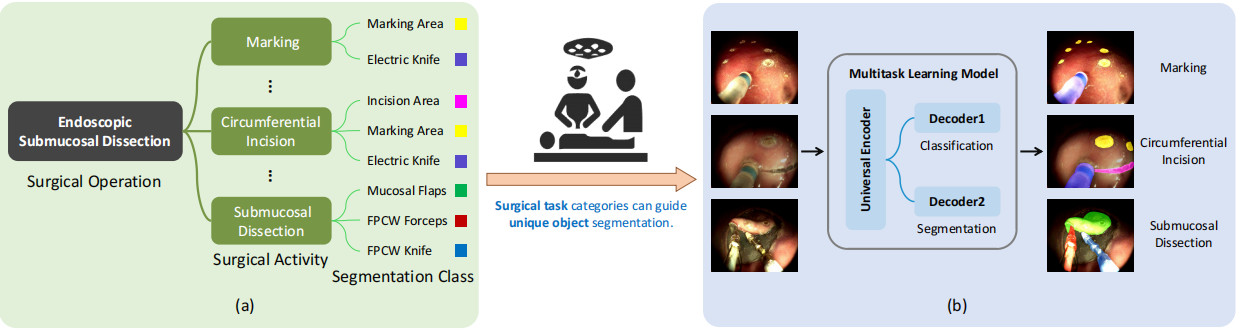 Endoscopic
Submucosal Dissection
Surgical Operation
Marking
⋮
Circumferential
Incision
⋮
Submucosal
Dissection
Surgical Activity
Marking Area
Electric Knife
Incision Area
Marking Area
Electric Knife
Mucosal Flaps
FPCW Forceps
FPCW Knife
Segmentation Class
(a)
Surgical task categories can guide
unique object segmentation.
Multitask Learning Model
Universal Encoder
Decoder1
Classification
Decoder2
Segmentation
Marking
Circumferential
Incision
Submucosal
Dissection
(b)